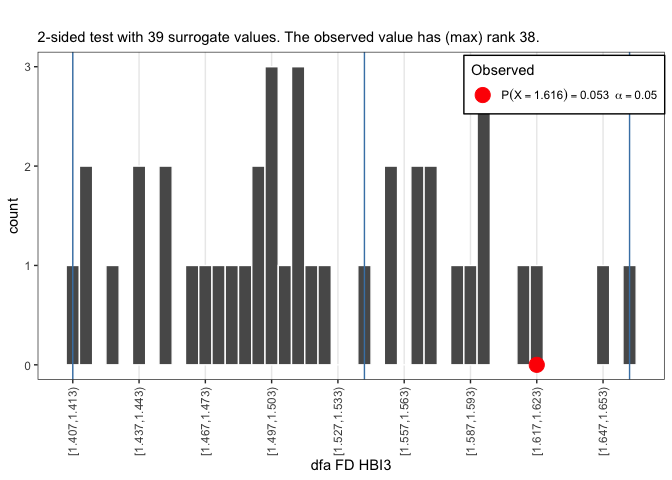 2-sided test with 39 surrogate values. The observed value has (max) rank 38.
Observed
P(X = 1.616) = 0.053 α = 0.05
count
3
2
1
0
[1.407,1.413)
[1.437,1.443)
[1.467,1.473)
[1.497,1.503)
[1.527,1.533)
[1.557,1.563)
[1.587,1.593)
[1.617,1.623)
[1.647,1.653)
dfa FD HBI3